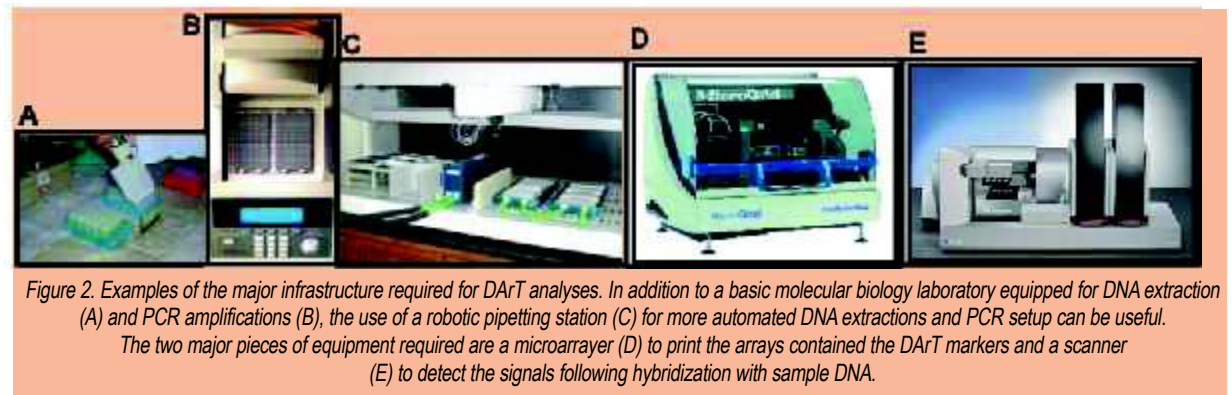 A
B
C
D
E
MicroGrid
MicroGrid
Figure 2. Examples of the major infrastructure required for DArT analyses. In addition to a basic molecular biology laboratory equipped for DNA extraction
(A) and PCR amplifications (B), the use of a robotic pipetting station (C) for more automated DNA extractions and PCR setup can be useful.
The two major pieces of equipment required are a microarrayer (D) to print the arrays contained the DArT markers and a scanner
(E) to detect the signals following hybridization with sample DNA.